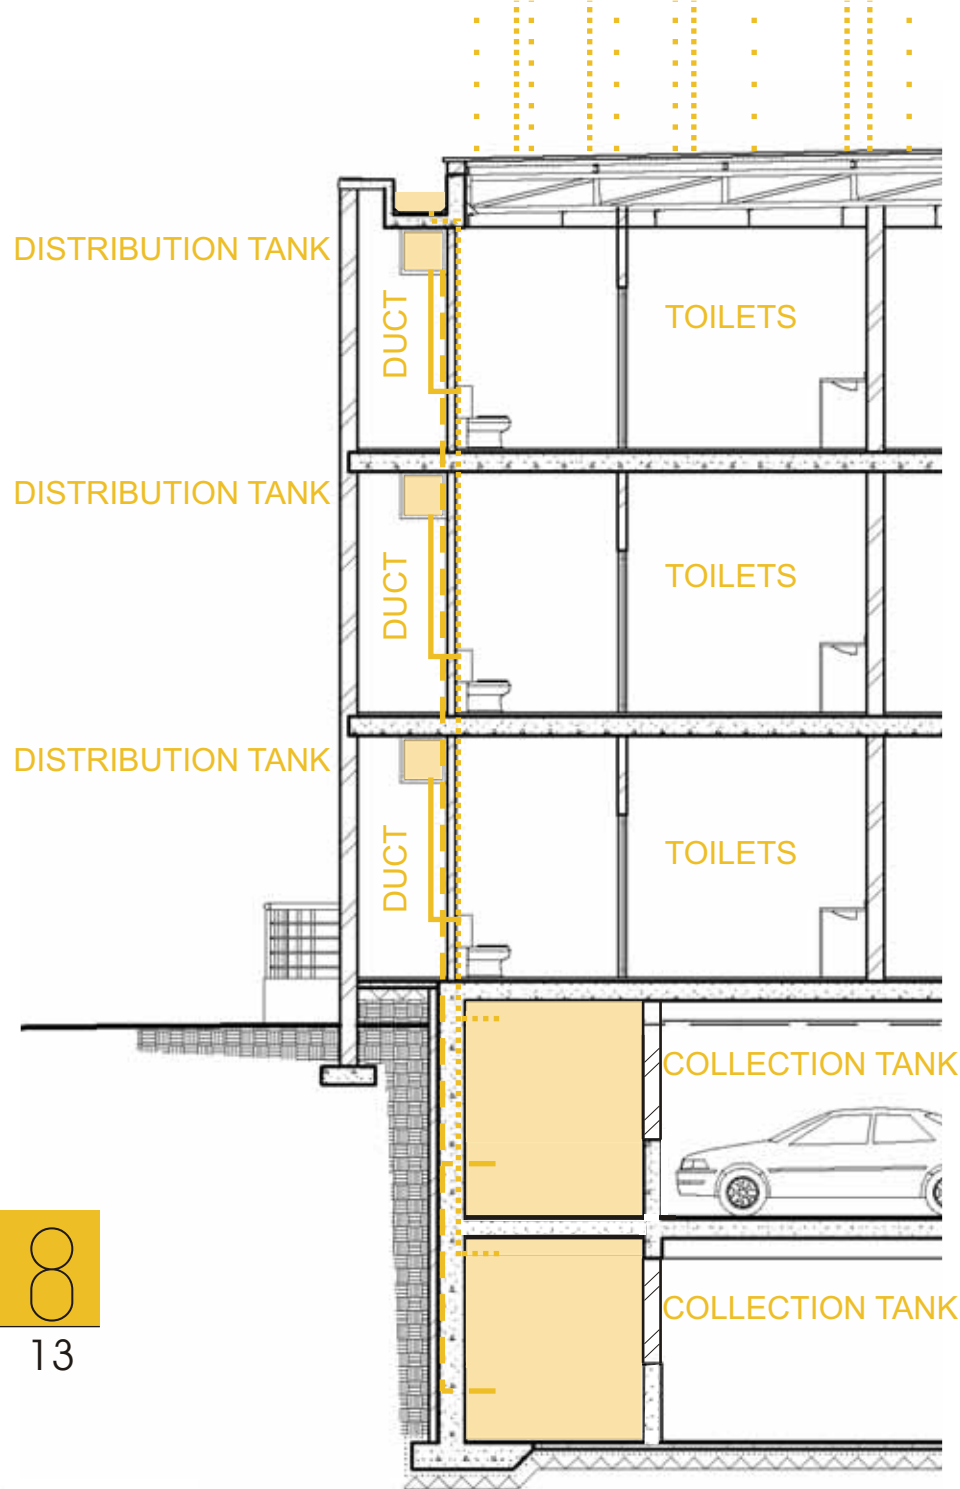 DISTRIBUTION TANK
DUCT
TOILETS
DISTRIBUTION TANK
DUCT
TOILETS
DISTRIBUTION TANK
DUCT
TOILETS
COLLECTION TANK
8
13
COLLECTION TANK